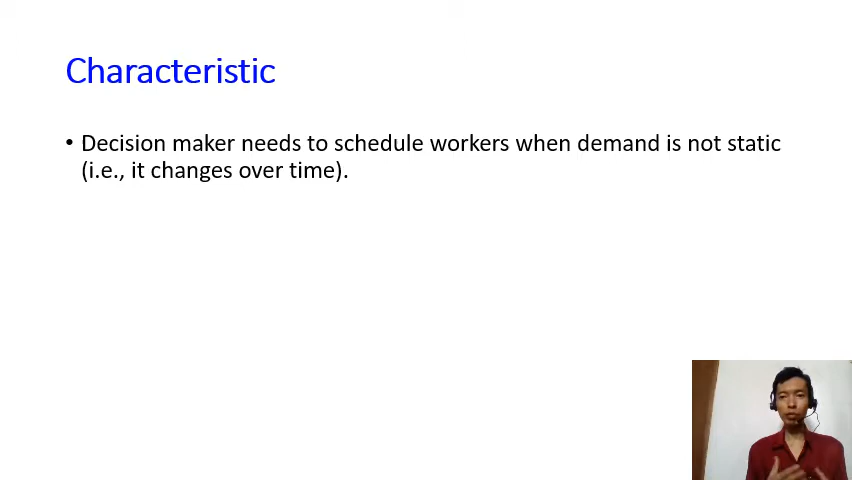 Characteristic
• Decision maker needs to schedule workers when demand is not static
(i.e., it changes over time).